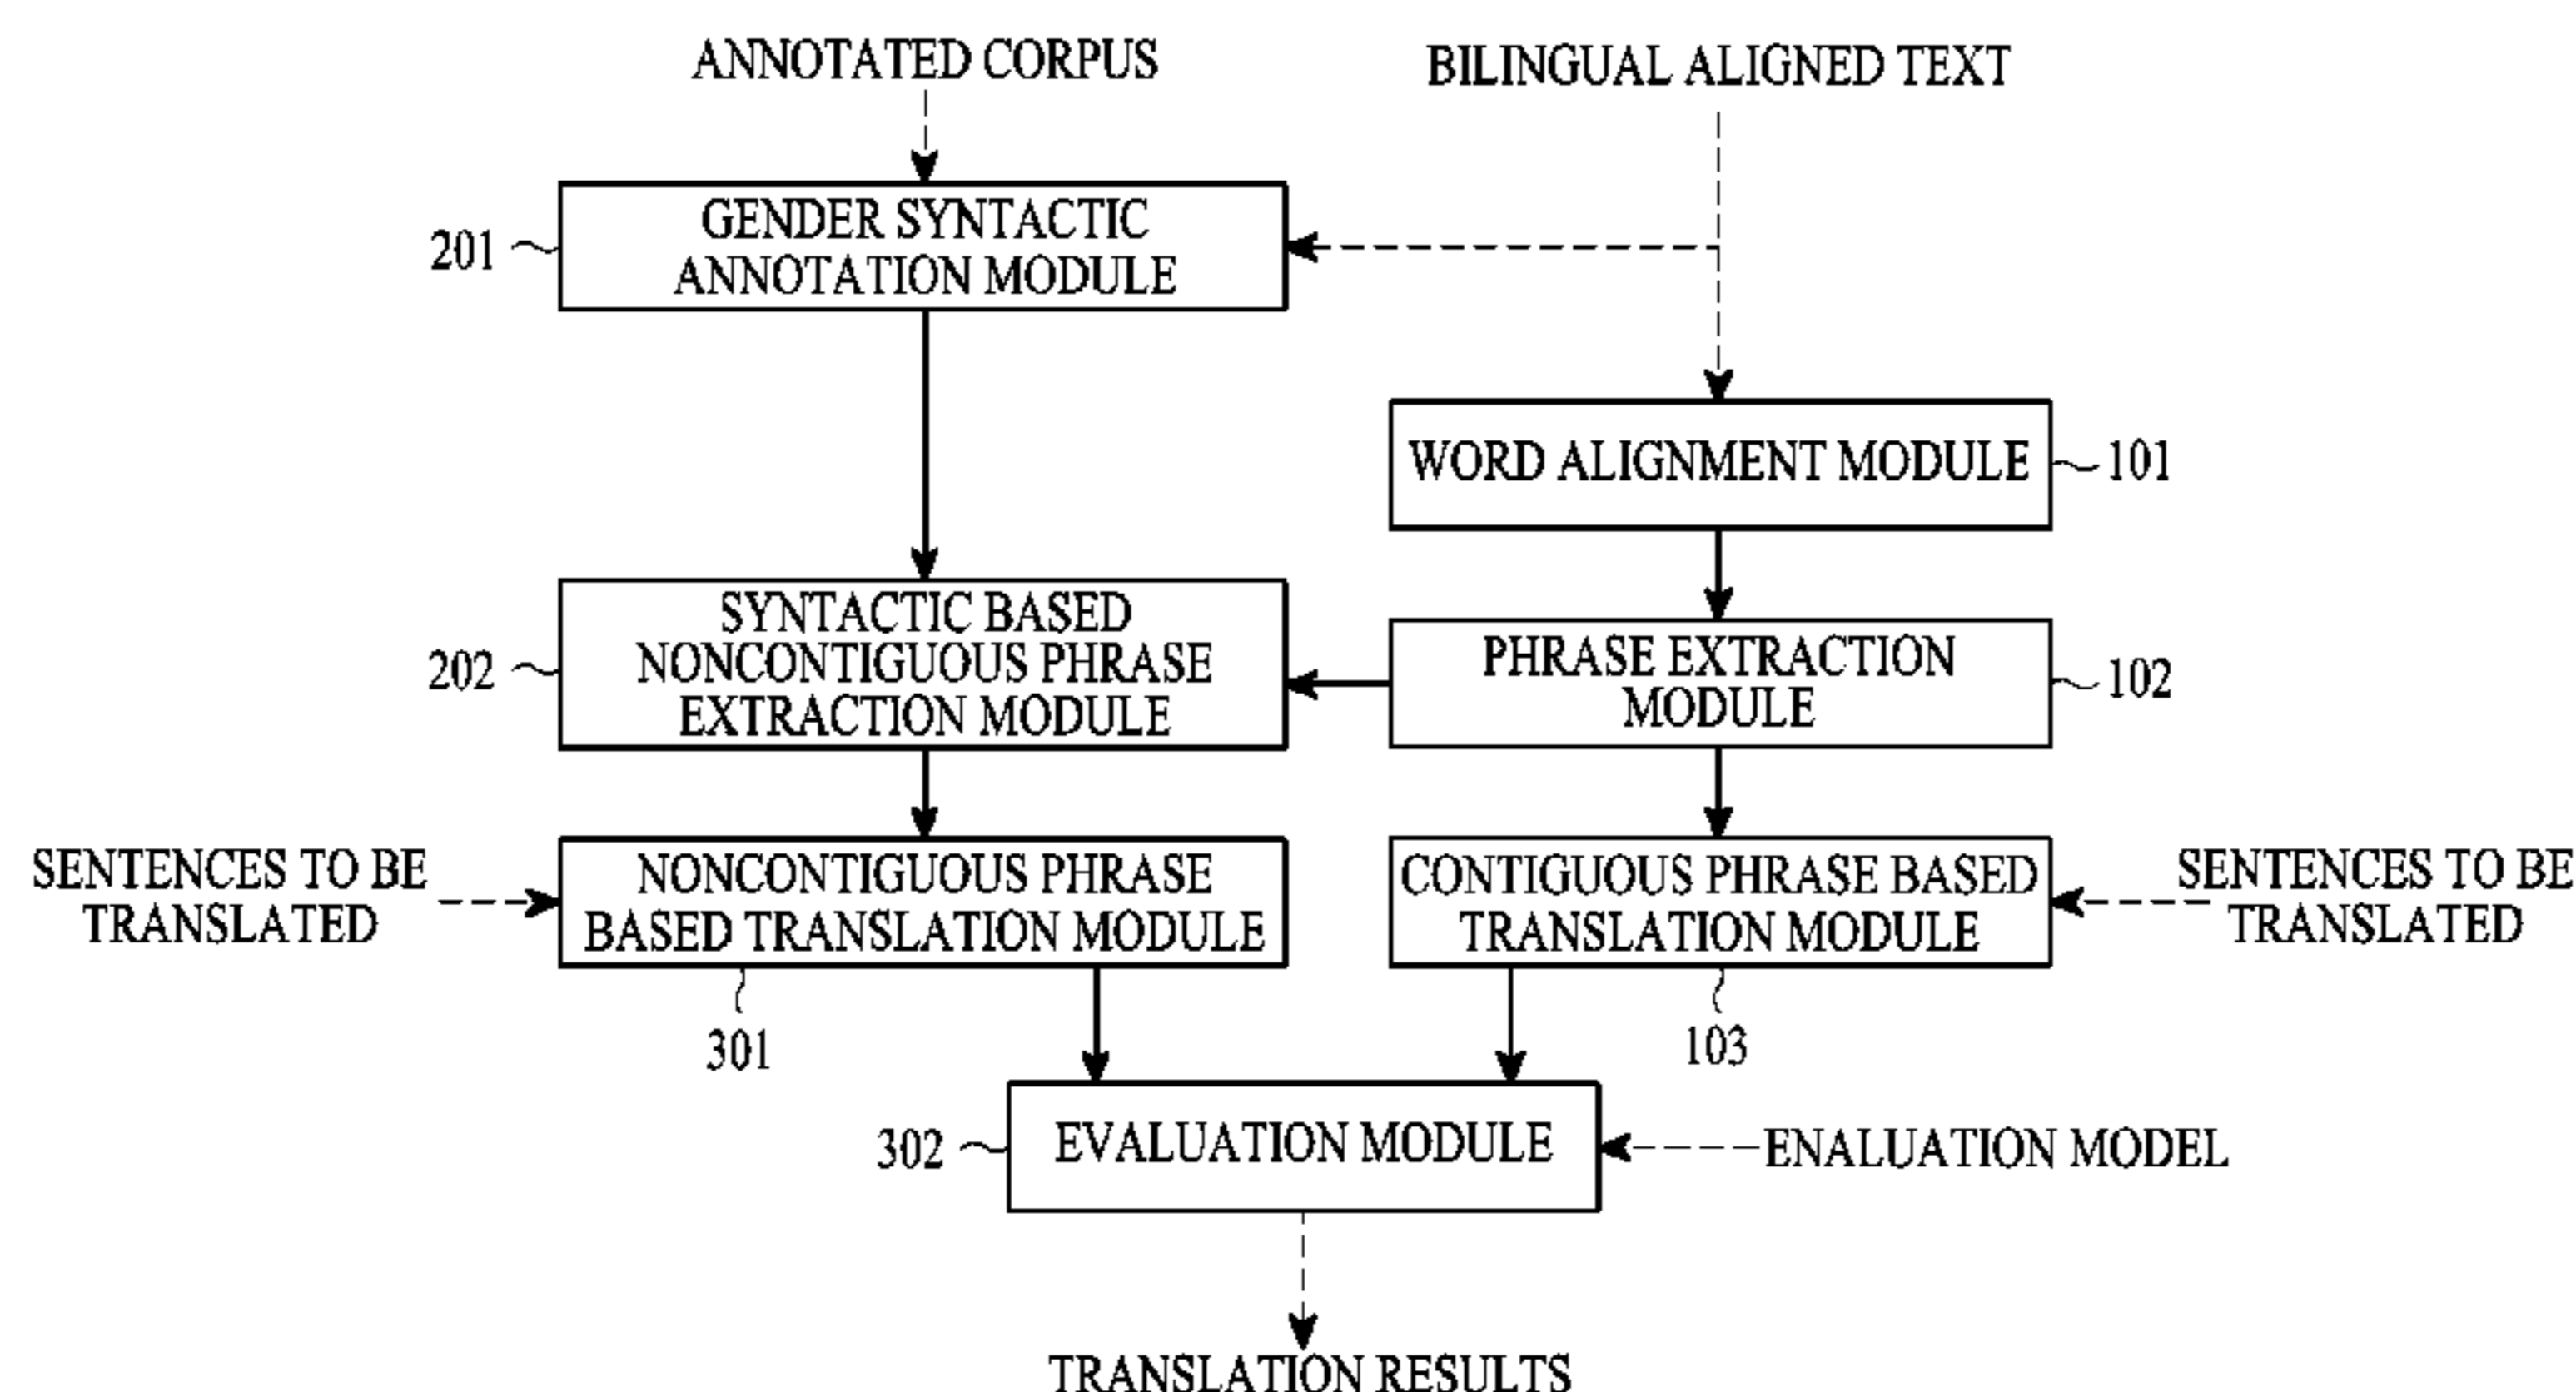 ANNOTATED CORPUS
BILINGUAL ALIGNED TEXT
201
GENDER SYNTACTIC
ANNOTATION MODULE
WORD ALIGNMENT MODULE
101
202
SYNTACTIC BASED
NONCONTIGUOUS PHRASE
EXTRACTION MODULE
PHRASE EXTRACTION
MODULE
102
SENTENCES TO BE
TRANSLATED
NONCONTIGUOUS PHRASE
BASED TRANSLATION MODULE
CONTIGUOUS PHRASE BASED
TRANSLATION MODULE
SENTENCES TO BE
TRANSLATED
301
103
302
EVALUATION MODULE
ENALUATION MODEL
TRANSLATION RESULTS